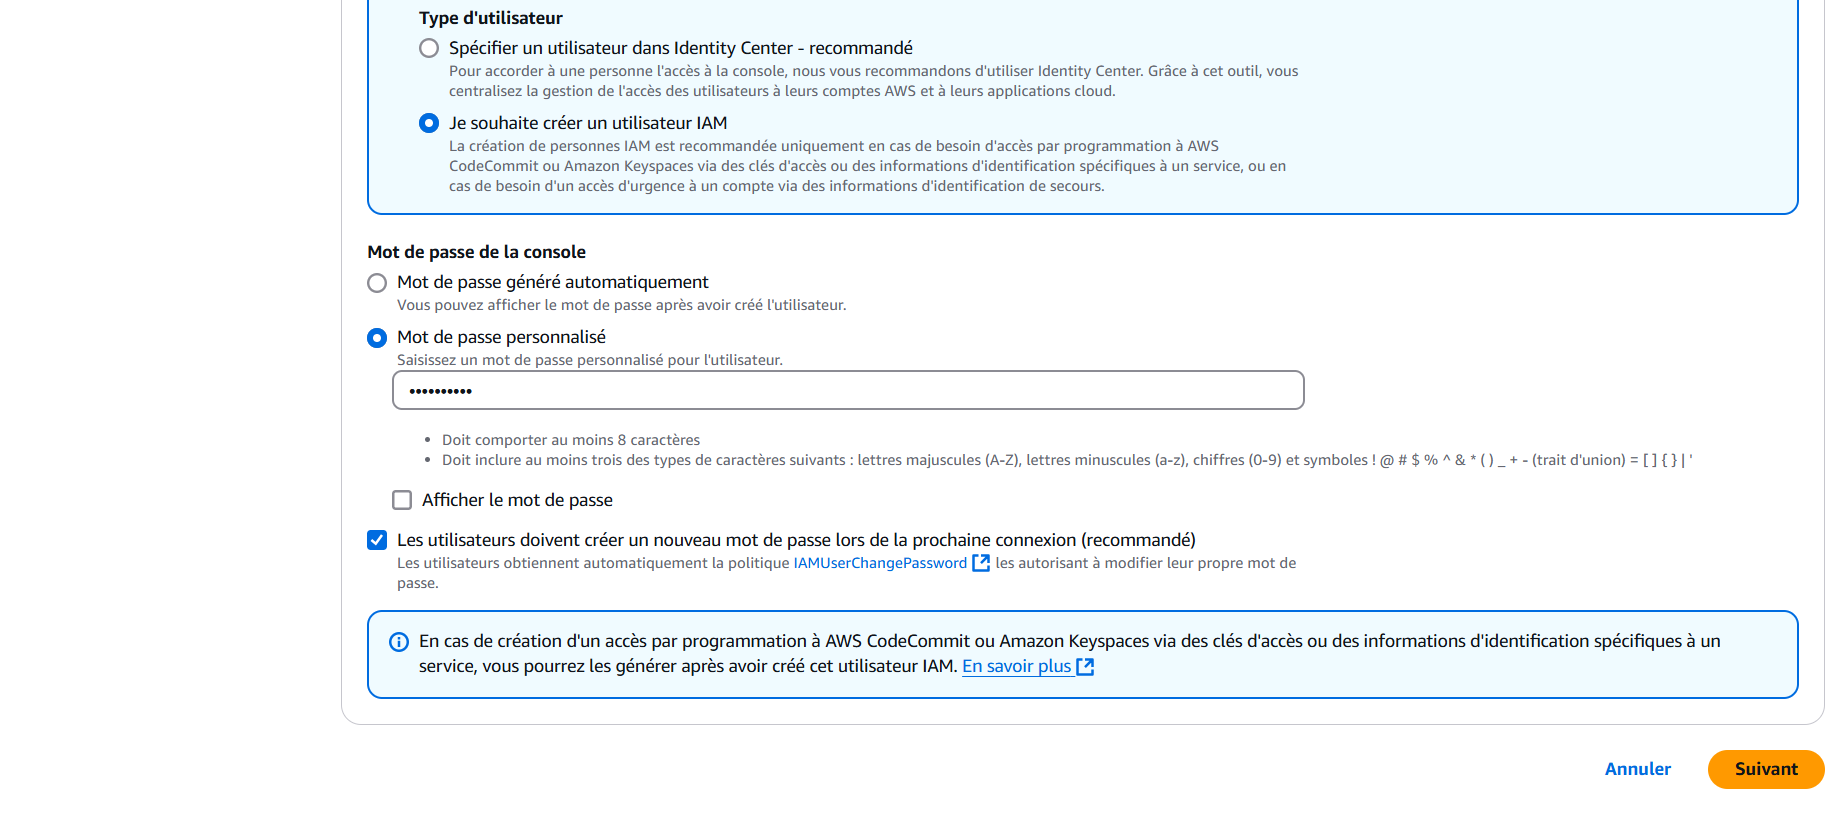 Type d'utilisateur
Spécifier un utilisateur dans Identity Center - recommandé
Pour accorder à une personne l'accès à la console, nous vous recommandons d'utiliser Identity Center. Grâce à cet outil, vous
centralisez la gestion de l'accès des utilisateurs à leurs comptes AWS et à leurs applications cloud.
Je souhaite créer un utilisateur IAM
La création de personnes IAM est recommandée uniquement en cas de besoin d'accès par programmation à AWS
CodeCommit ou Amazon Keyspaces via des clés d'accès ou des informations d'identification spécifiques à un service, ou en
cas de besoin d'un accès d'urgence à un compte via des informations d'identification de secours.
Mot de passe de la console
Mot de passe généré automatiquement
Vous pouvez afficher le mot de passe après avoir créé l'utilisateur.
Mot de passe personnalisé
Saisissez un mot de passe personnalisé pour l'utilisateur.
••••••••••
• Doit comporter au moins 8 caractères
• Doit inclure au moins trois des types de caractères suivants : lettres majuscules (A-Z), lettres minuscules (a-z), chiffres (0-9) et symboles ! @ # $ % ^ & * ( ) _ + - (trait d'union) = [ ] { } | '
Afficher le mot de passe
Les utilisateurs doivent créer un nouveau mot de passe lors de la prochaine connexion (recommandé)
Les utilisateurs obtiennent automatiquement la politique IAMUserChangePassword les autorisant à modifier leur propre mot de
passe.
En cas de création d'un accès par programmation à AWS CodeCommit ou Amazon Keyspaces via des clés d'accès ou des informations d'identification spécifiques à un
service, vous pourrez les générer après avoir créé cet utilisateur IAM. En savoir plus
Annuler
Suivant